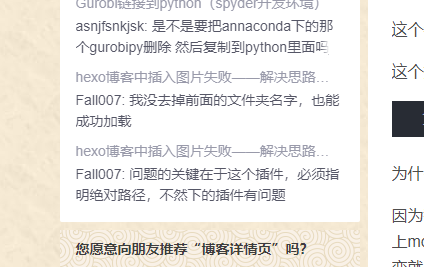 Gurobi链接到python（spyder开发环境）
asnjfsnkjsk: 是不是要把annaconda下的那
个gurobipy删除 然后复制到python里面吗
hexo博客中插入图片失败——解决思路...
Fall007: 我没去掉前面的文件夹名字，也能
成功加载
hexo博客中插入图片失败——解决思路...
Fall007: 问题的关键在于这个插件，必须指
明绝对路径，不然下的插件有问题
您愿意向朋友推荐“博客详情页”吗？
这个
这个
为什
因为
上mo